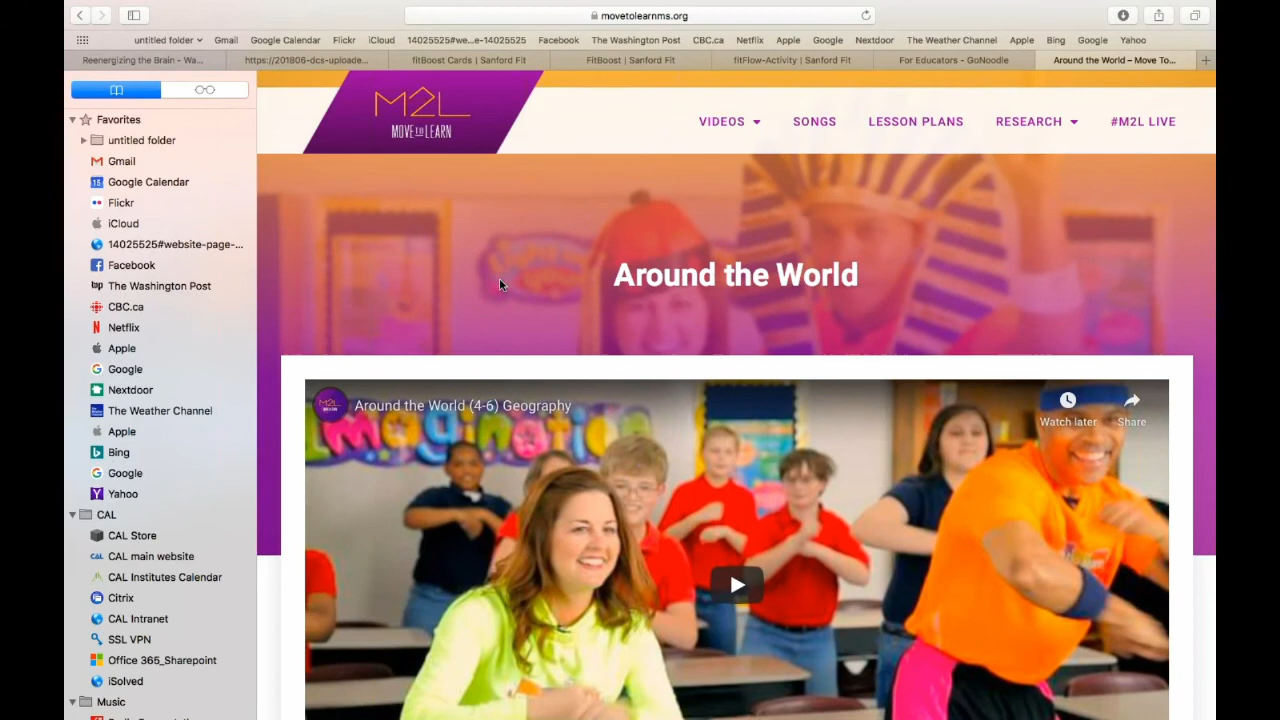 movetolearnms.org
untitled folder Gmail Google Calendar Flickr iCloud 14025525#we...e-14025525 Facebook The Washington Post CBC.ca Netflix Apple Google Nextdoor The Weather Channel Apple Bing Google Yahoo
Reenergizing the Brain - Wa... https://201806-dcs-uploade... fitBoost Cards | Sanford Fit FitBoost | Sanford Fit fitFlow-Activity | Sanford Fit For Educators - GoNoodle Around the World – Move To...
M2L
MOVE TO LEARN
VIDEOS SONGS LESSON PLANS RESEARCH #M2L LIVE
Favorites
untitled folder
Gmail
Google Calendar
Flickr
iCloud
14025525#website-page-...
Facebook
wp The Washington Post
CBC.ca
Netflix
Apple
Google
Nextdoor
The Weather Channel
Apple
Bing
Google
Yahoo
CAL
CAL Store
CAL CAL main website
CAL Institutes Calendar
Citrix
CAL Intranet
SSL VPN
Office 365_Sharepoint
iSolved
Music
Around the World
M2L
Around the World (4-6) Geography
Watch later Share
Imagination